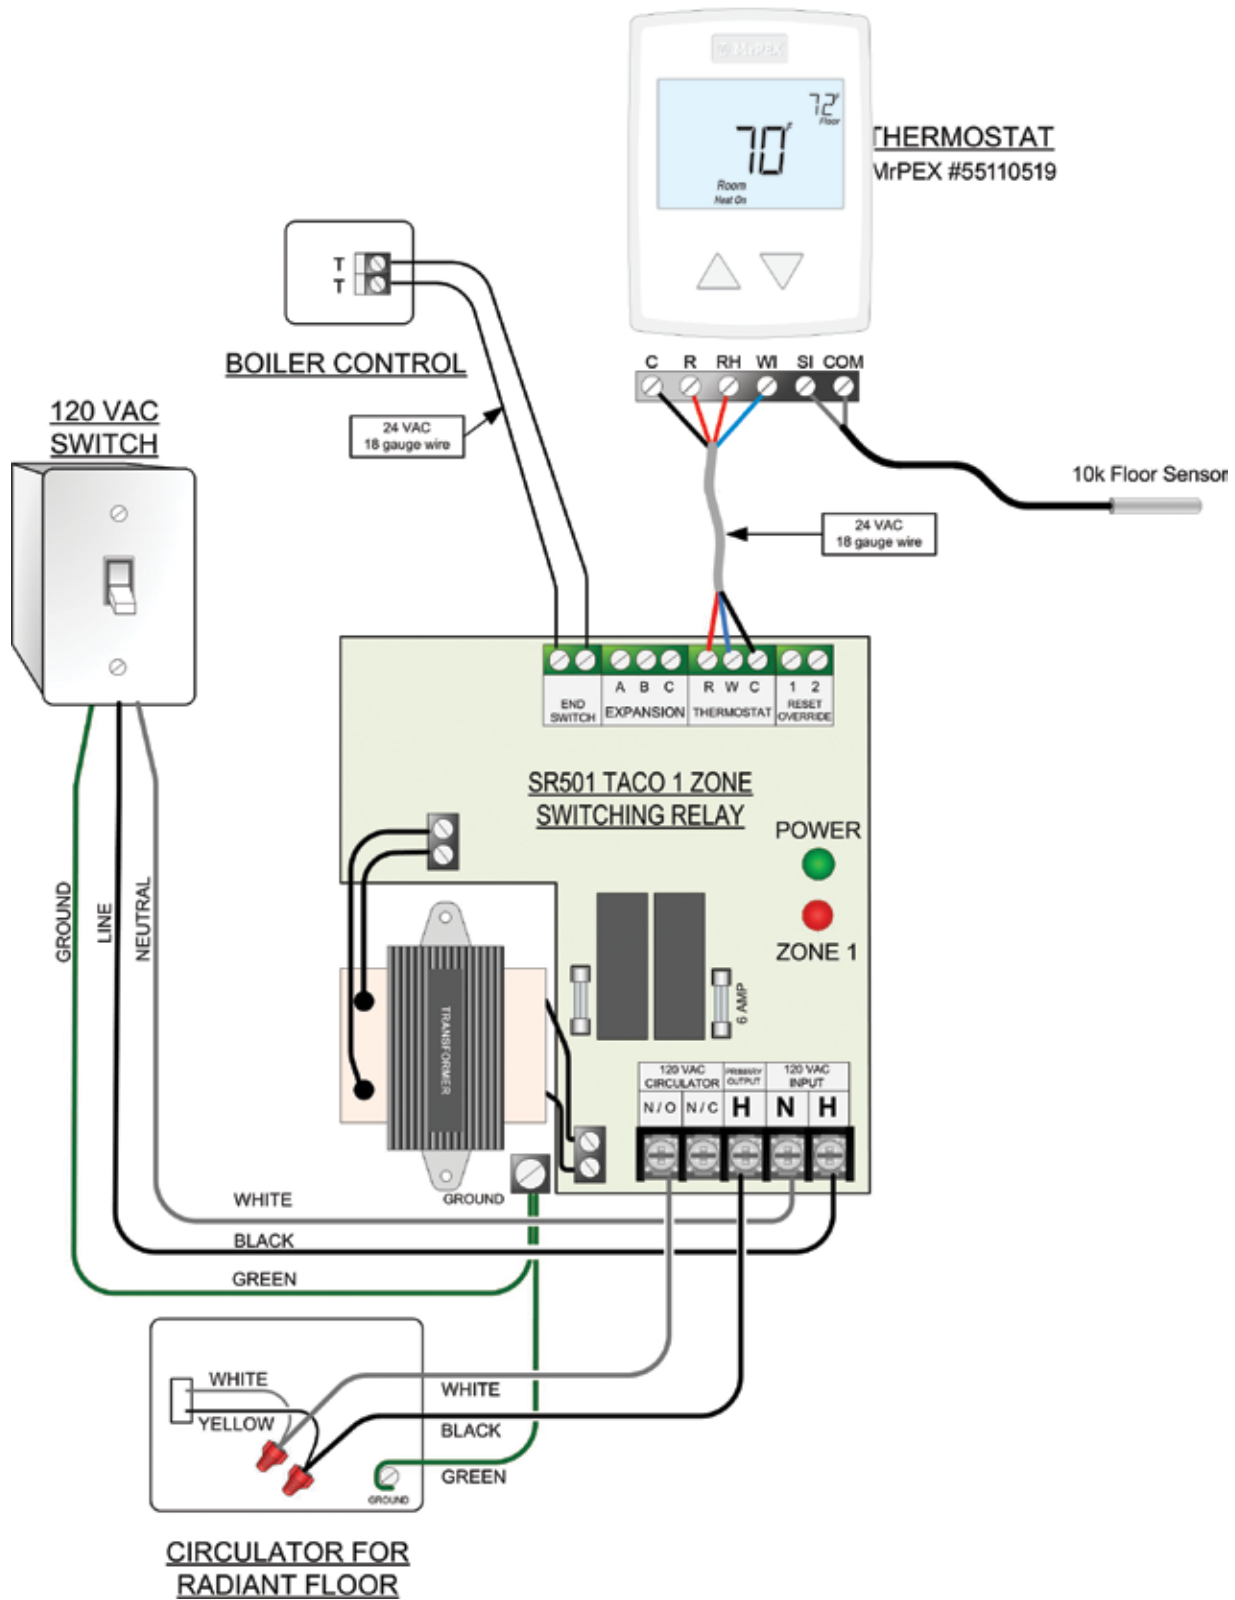 MrPEX
72F
Floor
70F
Room
Heat On
THERMOSTAT
MrPEX #55110519
T
T
BOILER CONTROL
C R RH WI SI COM
120 VAC
SWITCH
24 VAC
18 gauge wire
10k Floor Sensor
24 VAC
18 gauge wire
A B C R W C 1 2
END
SWITCH
EXPANSION
THERMOSTAT
RESET
OVERRIDE
SR501 TACO 1 ZONE
SWITCHING RELAY
POWER
ZONE 1
GROUND
LINE
NEUTRAL
TRANSFORMER
6 AMP
120 VAC
CIRCULATOR
PRIMARY
OUTPUT
120 VAC
INPUT
N / O N / C H N H
GROUND
WHITE
BLACK
GREEN
WHITE
YELLOW
WHITE
BLACK
GREEN
GROUND
CIRCULATOR FOR
RADIANT FLOOR